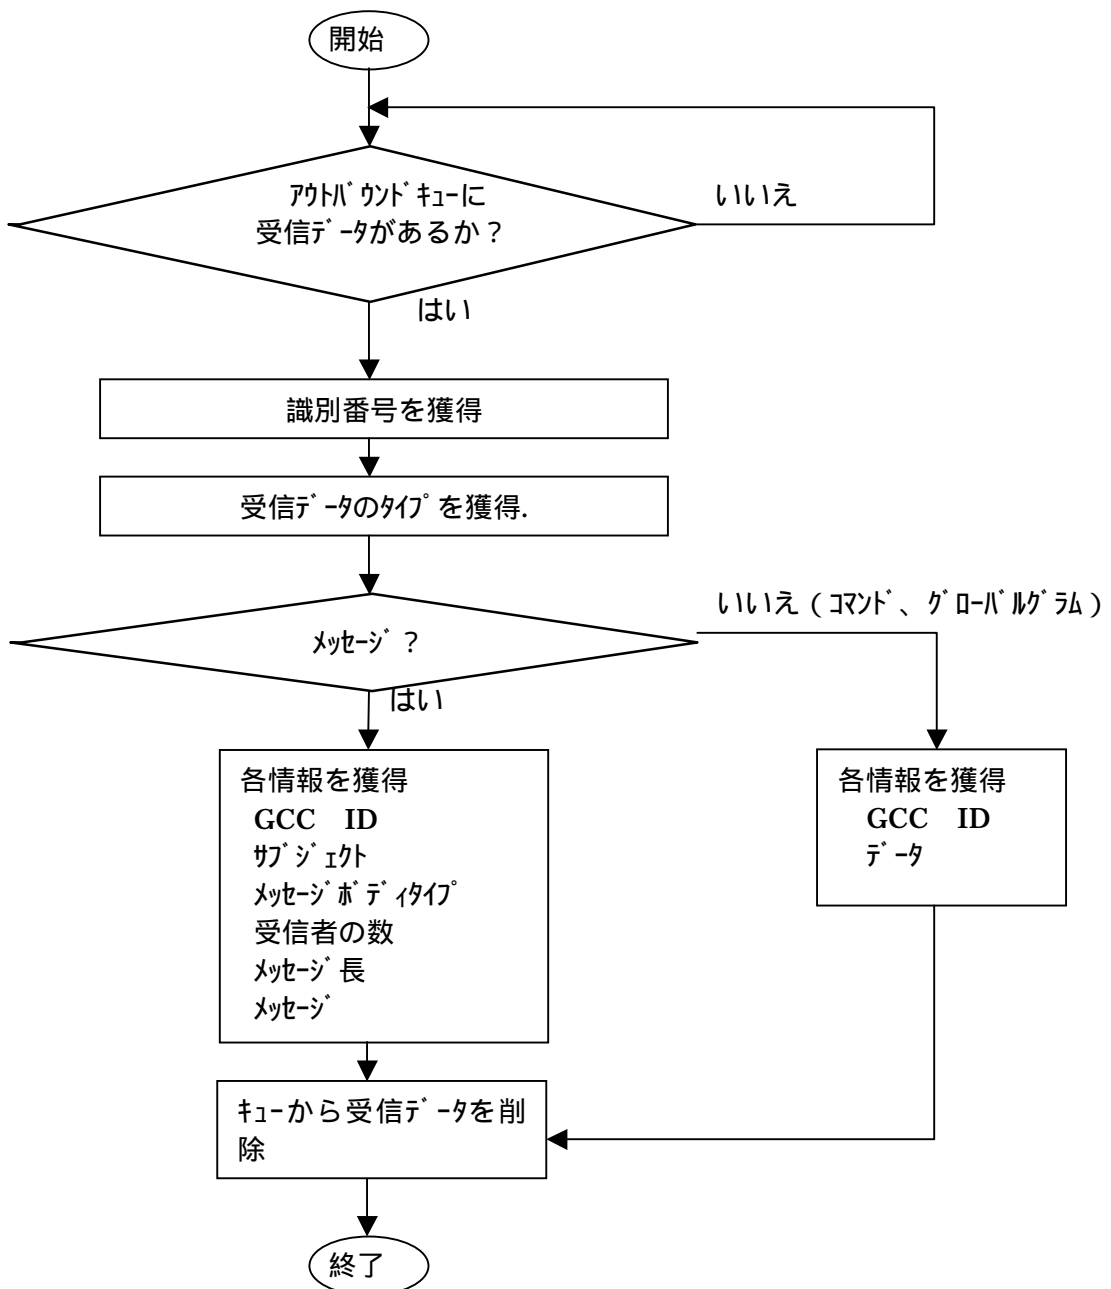 開始
ｱｳﾄﾊﾞｳﾝﾄﾞｷｭｰに
受信ﾃﾞｰﾀがあるか？
いいえ
はい
識別番号を獲得
受信ﾃﾞｰﾀのﾀｲﾌﾟを獲得.
いいえ（ｺﾏﾝﾄﾞ、ｸﾞﾛｰﾊﾞﾙｸﾞﾗﾑ）
ﾒｯｾｰｼﾞ？
はい
各情報を獲得
GCC　ID
ｻﾌﾞｼﾞｪｸﾄ
ﾒｯｾｰｼﾞﾎﾞﾃﾞｨﾀｲﾌﾟ
受信者の数
ﾒｯｾｰｼﾞ長
ﾒｯｾｰｼﾞ
各情報を獲得
GCC　ID
ﾃﾞｰﾀ
ｷｭｰから受信ﾃﾞｰﾀを削
除
終了